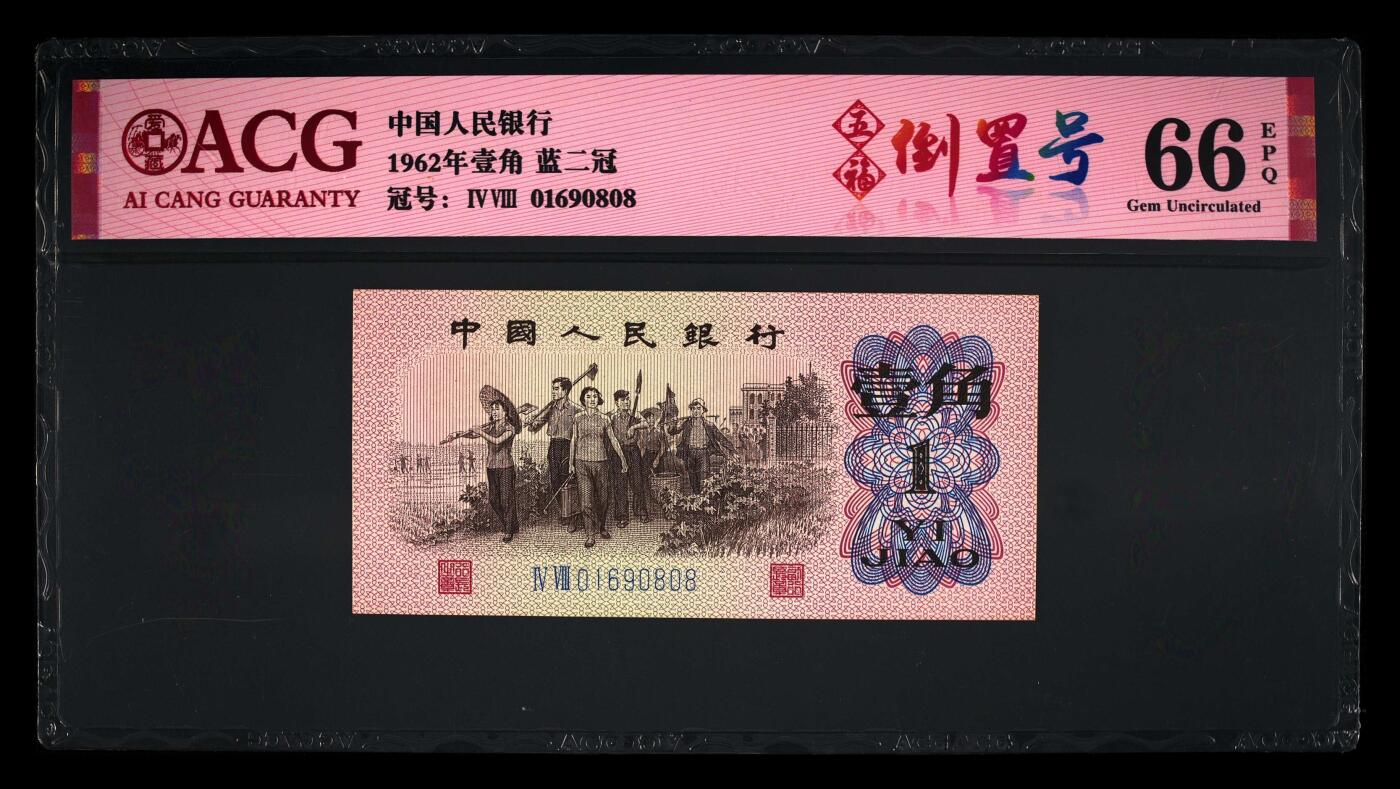 爱
藏
ACG
AI CANG GUARANTY
中国人民银行
1962年壹角 蓝二冠
冠号: ⅣⅧ 01690808
五
福
倒置号
66
EPQ
Gem Uncirculated
中國人民銀行
壹角
1
YI
JIAO
ⅣⅧ01690808